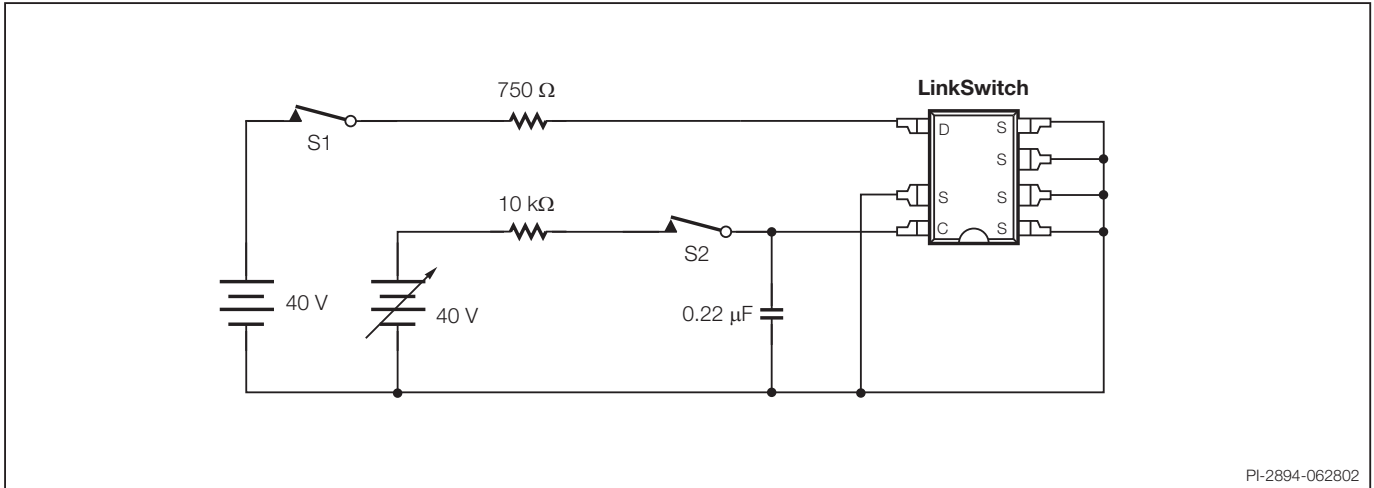 750 Ω
LinkSwitch
S1
D
S
S
10 kΩ
S
S
S2
C
S
40 V
40 V
0.22 µF
PI-2894-062802